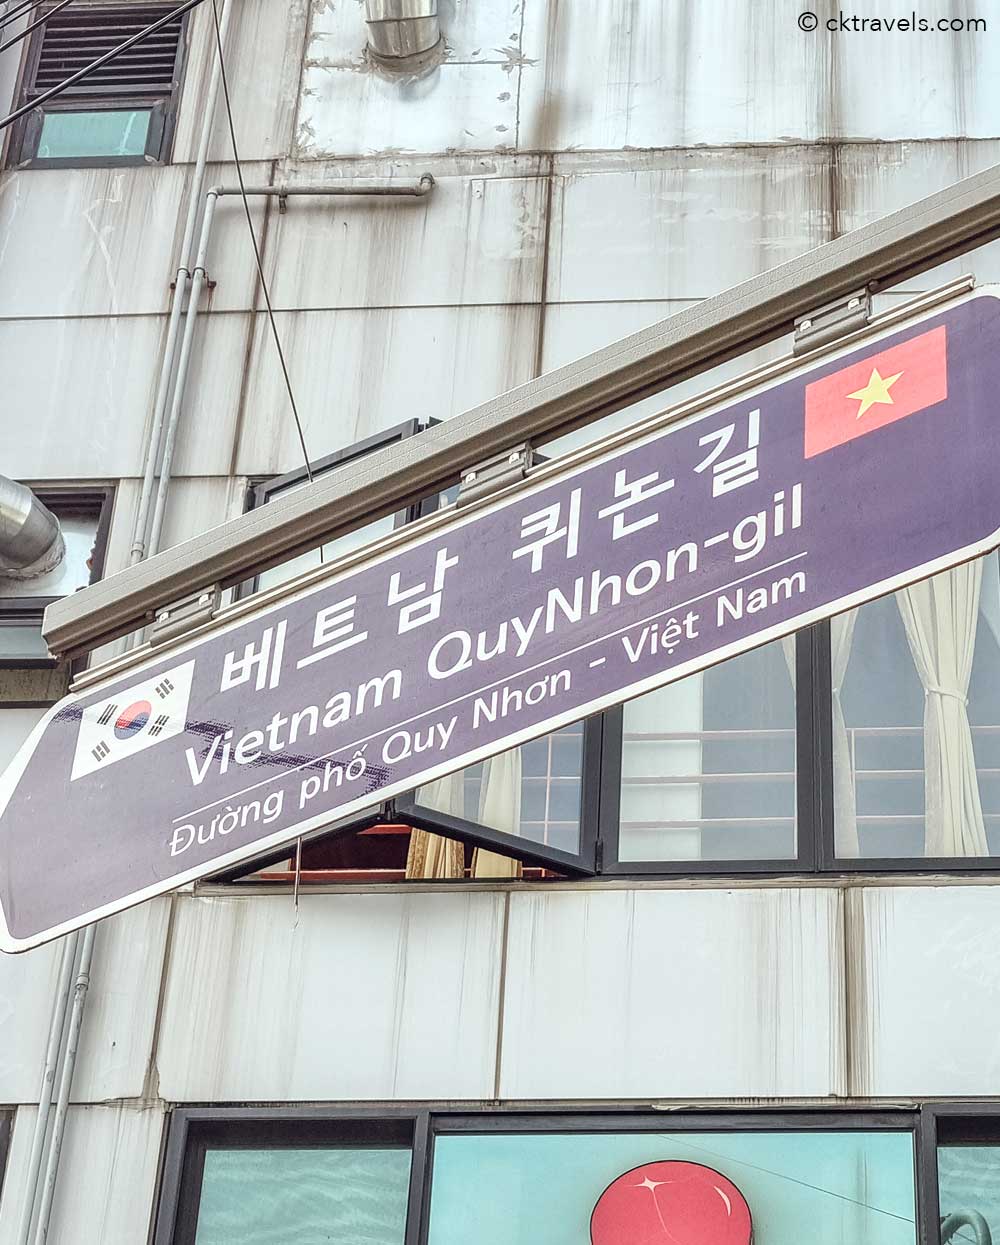 © cktravels.com
베트남 퀴논길
Vietnam QuyNhon-gil
Đường phố Quy Nhơn - Việt Nam